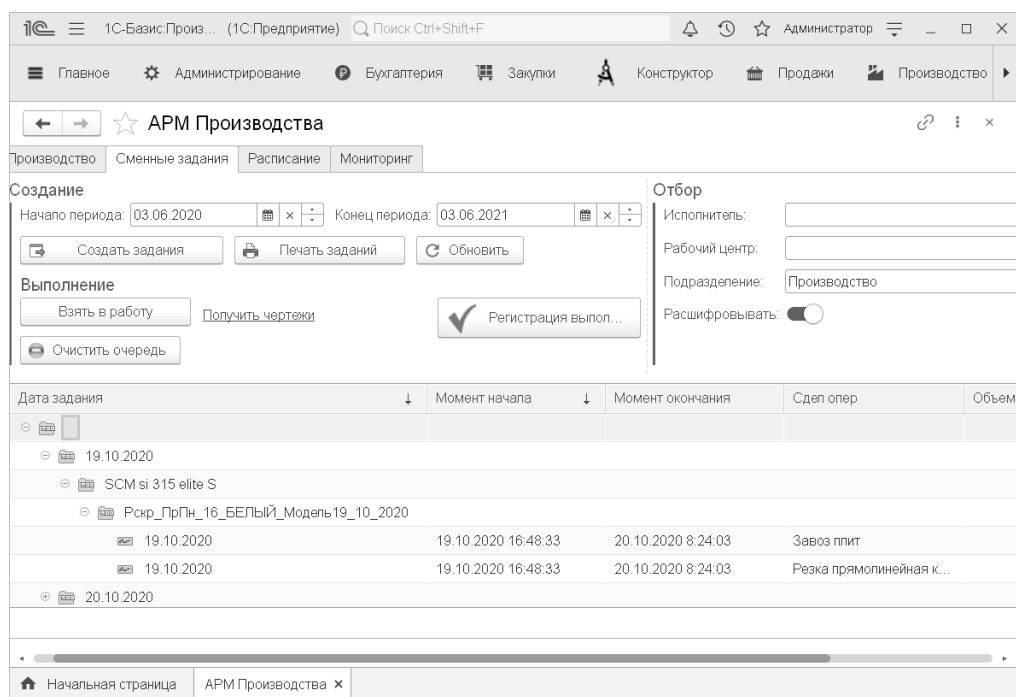 1С-Базис:Произ... (1С:Предприятие) Поиск Ctrl+Shift+F Администратор
Главное Администрирование Бухгалтерия Закупки Конструктор Продажи Производство
АРМ Производства
Производство Сменные задания Расписание Мониторинг
Создание Отбор
Начало периода: 03.06.2020 Конец периода: 03.06.2021 Исполнитель:
Создать задания Печать заданий Обновить Рабочий центр:
Выполнение Подразделение: Производство
Взять в работу Получить чертежи Регистрация выпол... Расшифровывать:
Очистить очередь
Дата задания Момент начала Момент окончания Сдел опер Объем
19.10.2020
SCM si 315 elite S
Рскр_ПрПн_16_БЕЛЫЙ_Модель19_10_2020
19.10.2020 19.10.2020 16:48:33 20.10.2020 8:24:03 Завоз плит
19.10.2020 19.10.2020 16:48:33 20.10.2020 8:24:03 Резка прямолинейная к...
20.10.2020
Начальная страница АРМ Производства